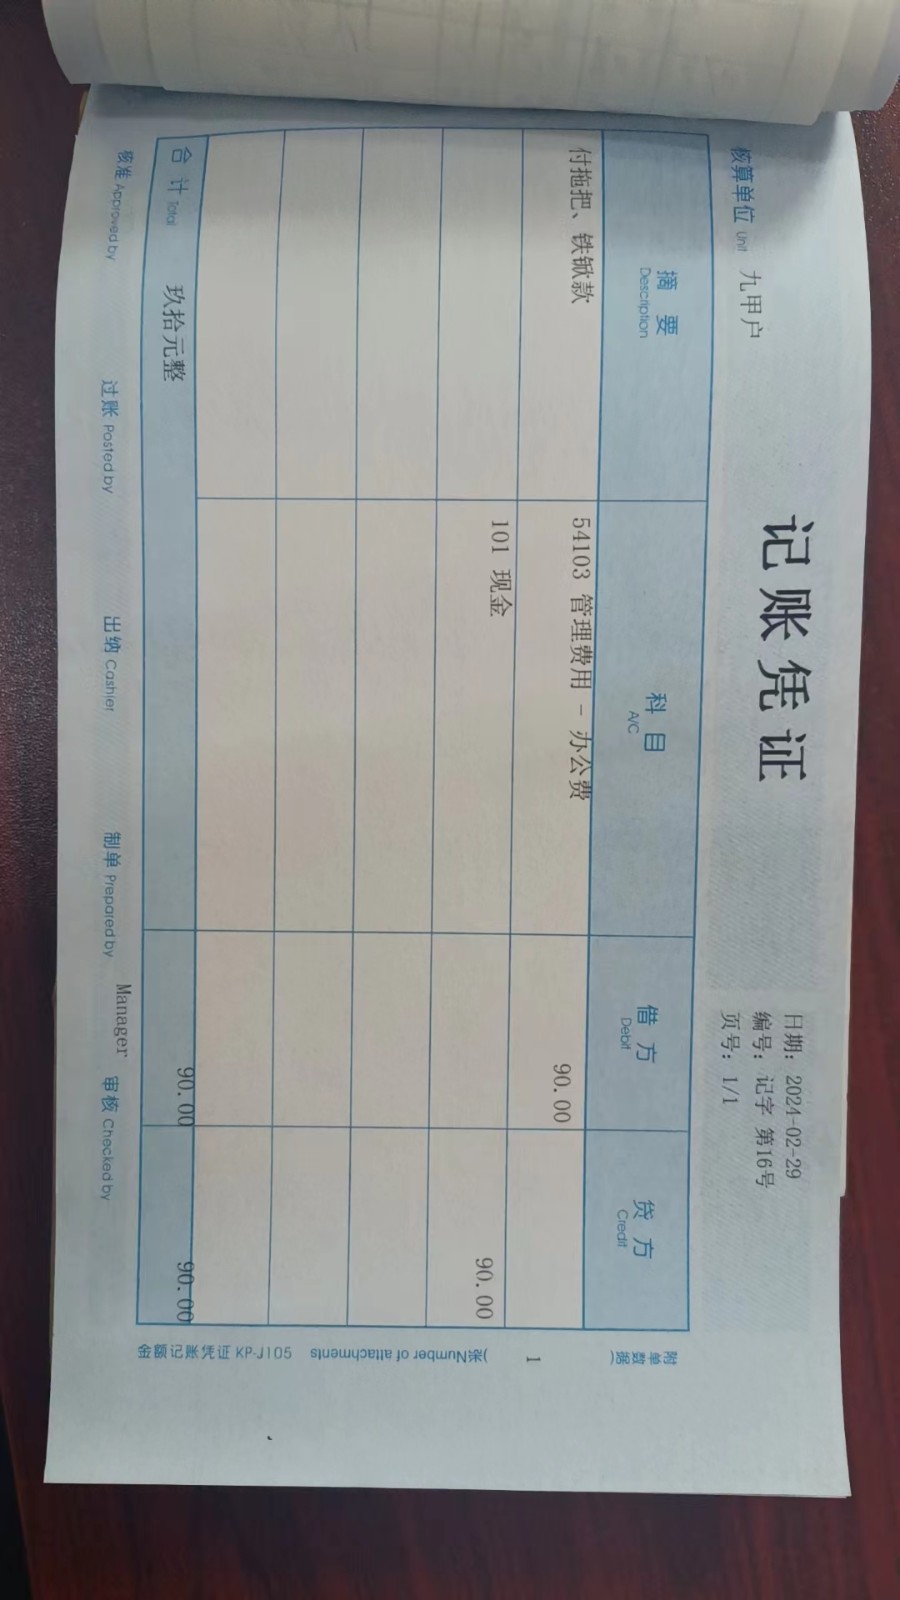 记账凭证
日期：2024-02-29
编号：记字 第16号
页号：1/1
核算单位 Unit 九甲户
摘要 Description 科目 A/C 借方 Debit 贷方 Credit
付拖把、铁锨款 54103 管理费用 - 办公费 90.00
101 现金 90.00
合计 Total 玖拾元整 90.00 90.00
核准 Approved by 过账 Posted by 出纳 Cashier 制单 Prepared by Manager 审核 Checked by
附单据数( 1 )张Number of attachments
金额记账凭证 KP-J105